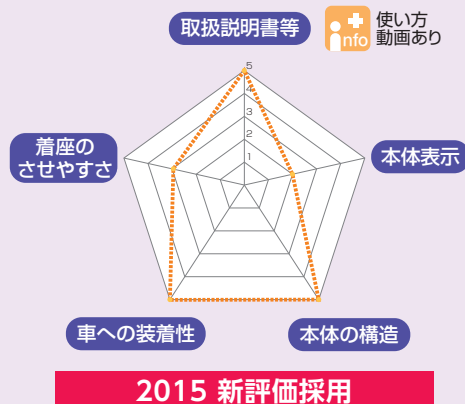 取扱説明書等
info
使い方
動画あり
5
4
3
2
1
着座の
させやすさ
本体表示
車への装着性
本体の構造
2015 新評価採用